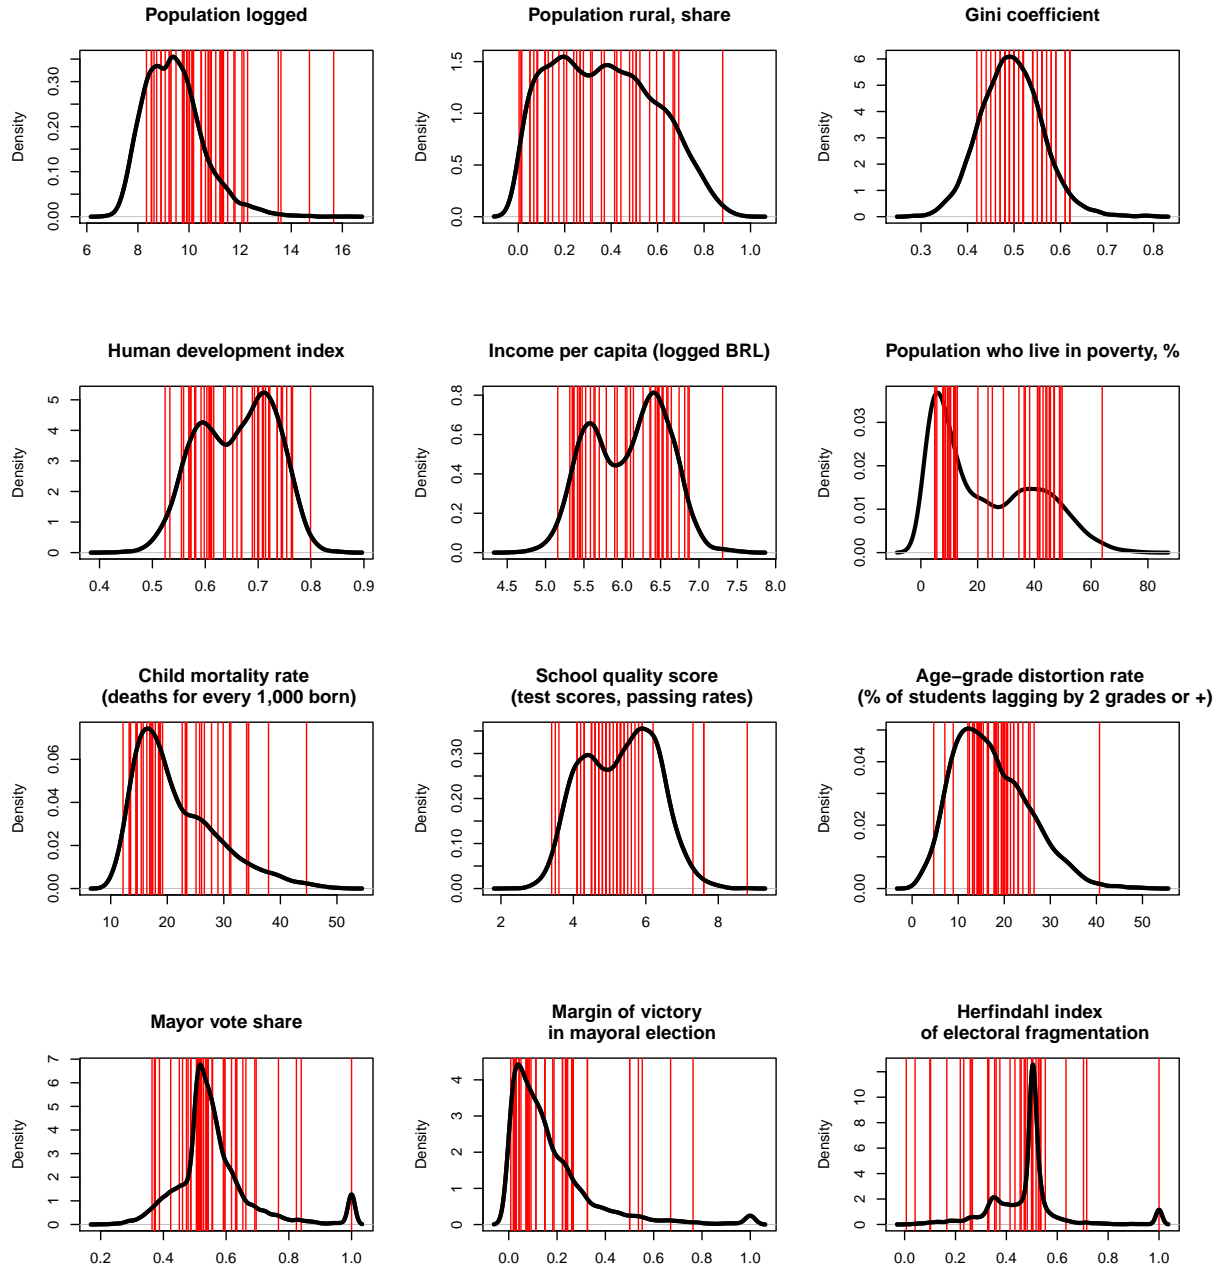 Population logged
Density
0.00 0.10 0.20 0.30
6 8 10 12 14 16
Population rural, share
Density
0.0 0.5 1.0 1.5
0.0 0.2 0.4 0.6 0.8 1.0
Gini coefficient
Density
0 1 2 3 4 5 6
0.3 0.4 0.5 0.6 0.7 0.8
Human development index
Density
0 1 2 3 4 5
0.4 0.5 0.6 0.7 0.8 0.9
Income per capita (logged BRL)
Density
0.0 0.2 0.4 0.6 0.8
4.5 5.0 5.5 6.0 6.5 7.0 7.5 8.0
Population who live in poverty, %
Density
0.00 0.01 0.02 0.03
0 20 40 60 80
Child mortality rate
(deaths for every 1,000 born)
Density
0.00 0.02 0.04 0.06
10 20 30 40 50
School quality score
(test scores, passing rates)
Density
0.00 0.10 0.20 0.30
2 4 6 8
Age−grade distortion rate
(% of students lagging by 2 grades or +)
Density
0.00 0.02 0.04
0 10 20 30 40 50
Mayor vote share
Density
0 1 2 3 4 5 6 7
0.2 0.4 0.6 0.8 1.0
Margin of victory
in mayoral election
Density
0 1 2 3 4
0.0 0.2 0.4 0.6 0.8 1.0
Herfindahl index
of electoral fragmentation
Density
0 2 4 6 8 10
0.0 0.2 0.4 0.6 0.8 1.0